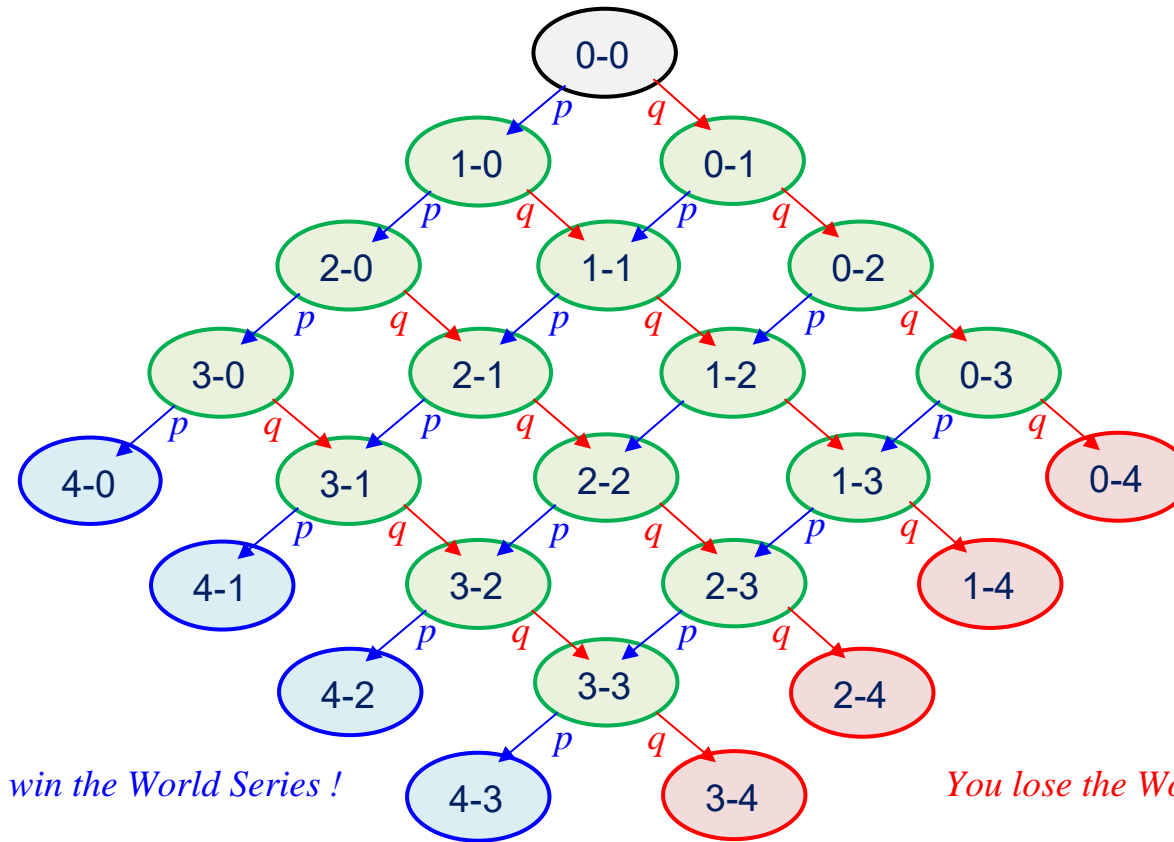 0-0
p q
1-0 0-1
p q p q
2-0 1-1 0-2
p q p q p q
3-0 2-1 1-2 0-3
p q p q p q
4-0 3-1 2-2 1-3 0-4
p q p q p q
4-1 3-2 2-3 1-4
p q p q
4-2 3-3 2-4
p q
win the World Series !
4-3 3-4
You lose the